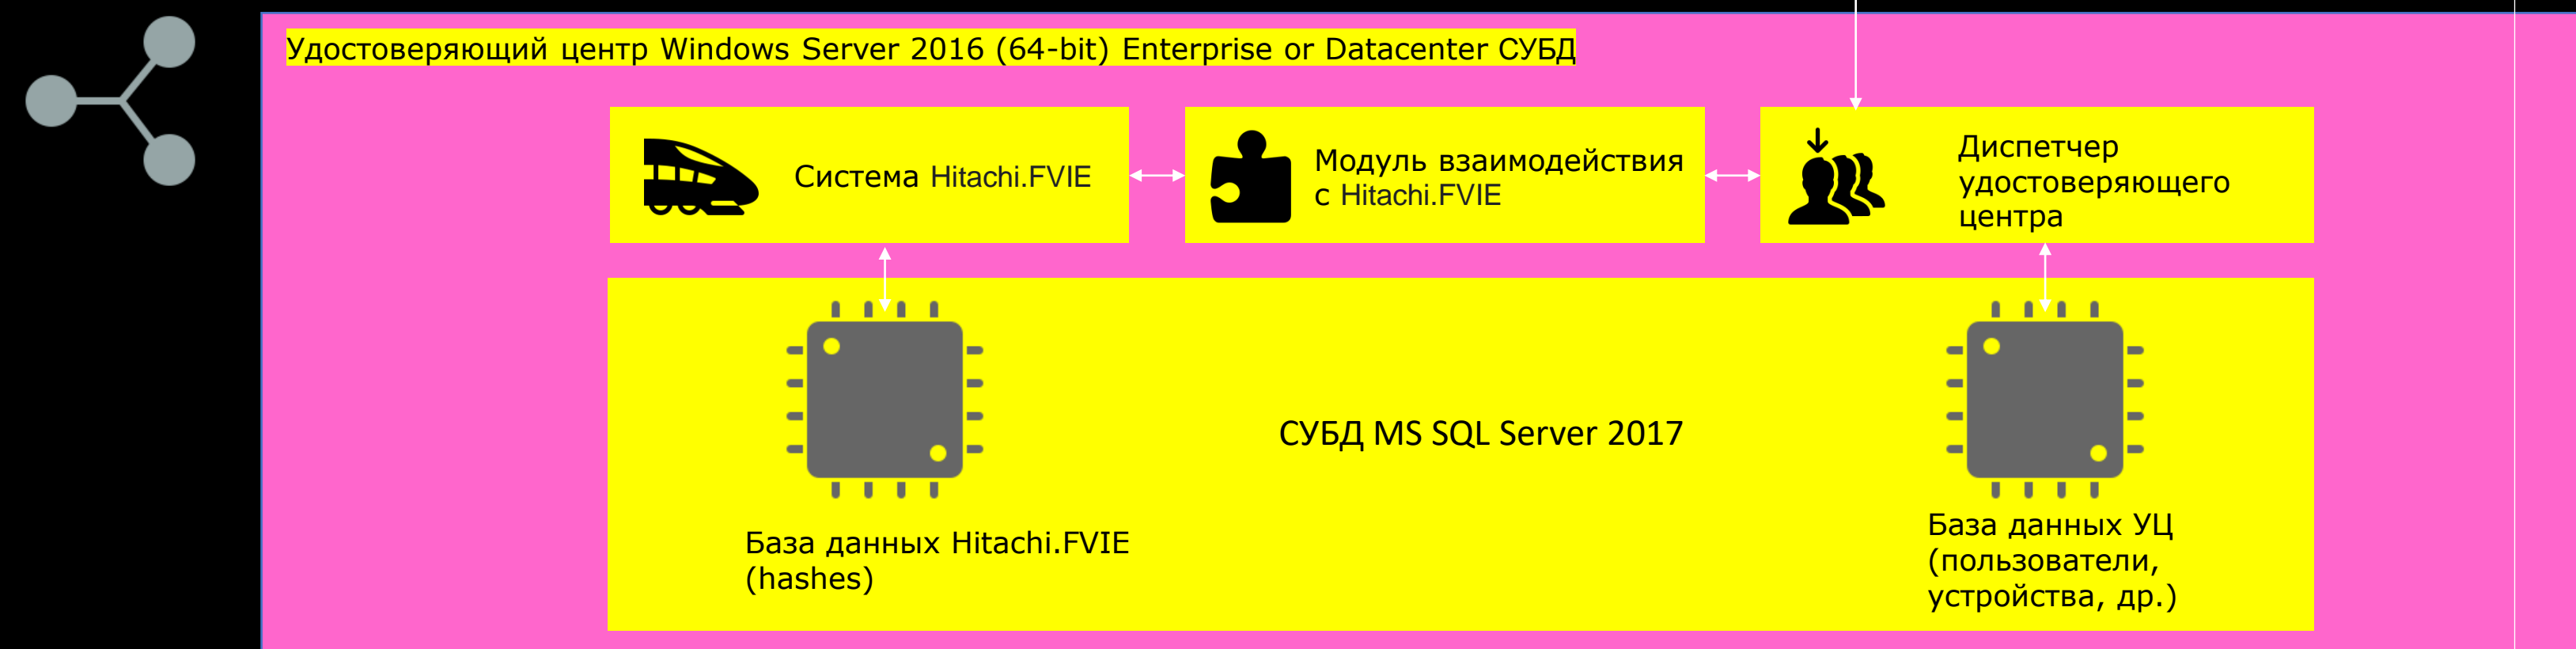 Удостоверяющий центр Windows Server 2016 (64-bit) Enterprise or Datacenter СУБД
Система Hitachi.FVIE
Модуль взаимодействия
с Hitachi.FVIE
Диспетчер
удостоверяющего
центра
СУБД MS SQL Server 2017
База данных Hitachi.FVIE
(hashes)
База данных УЦ
(пользователи,
устройства, др.)